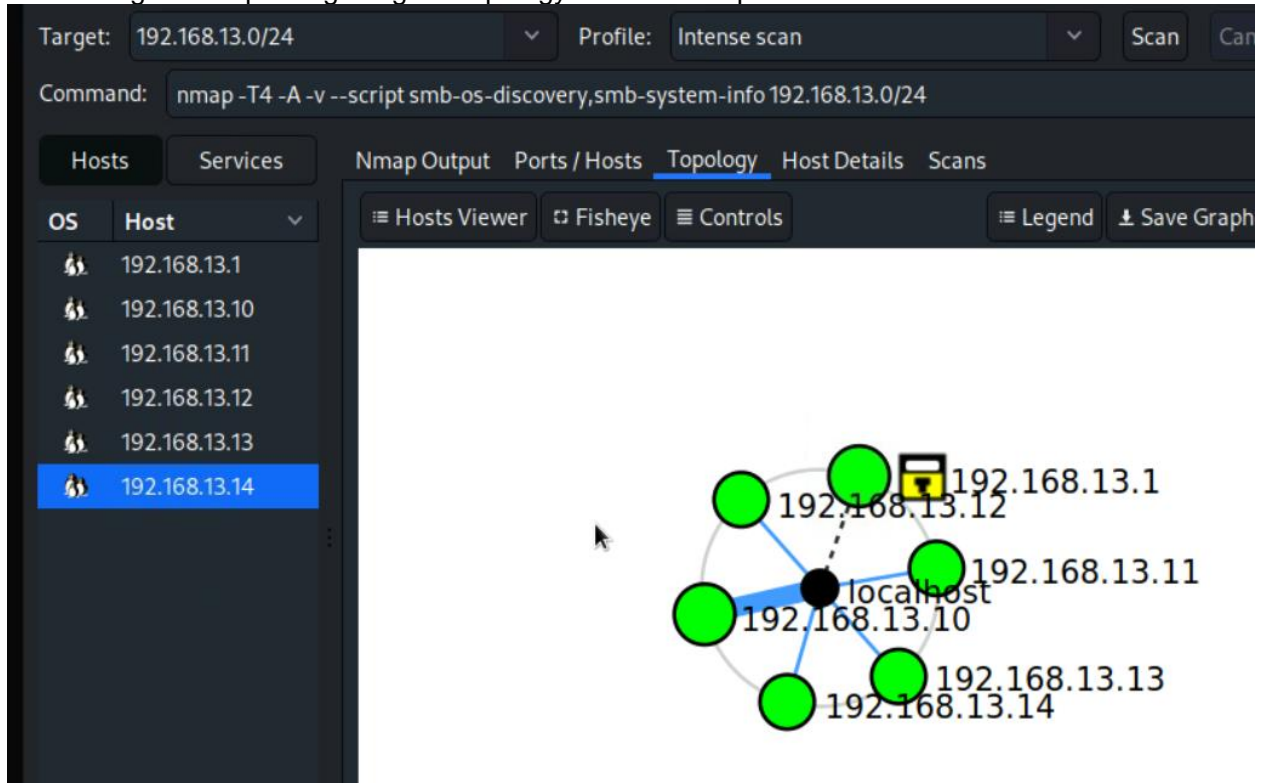 Target: 192.168.13.0/24 Profile: Intense scan Scan
Command: nmap -T4 -A -v --script smb-os-discovery,smb-system-info 192.168.13.0/24
Hosts Services Nmap Output Ports / Hosts Topology Host Details Scans
Hosts Viewer Fisheye Controls Legend Save Graph
OS Host
192.168.13.1
192.168.13.10
192.168.13.11
192.168.13.12
192.168.13.13
192.168.13.14
192.168.13.1
192.168.13.12
192.168.13.11
localhost
192.168.13.10
192.168.13.13
192.168.13.14